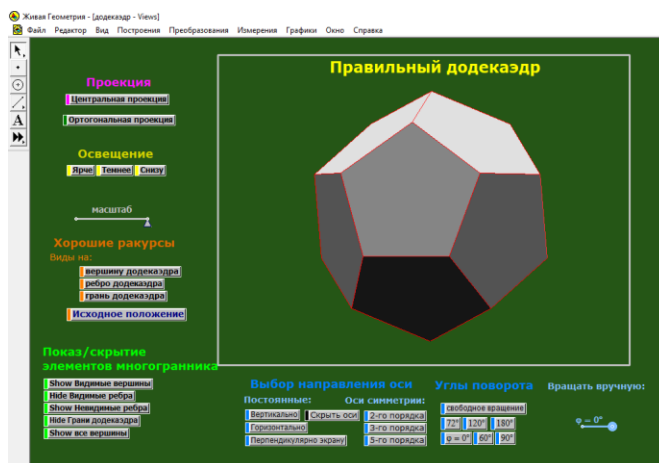 Живая Геометрия - [додекаэдр - Views]
Файл Редактор Вид Построения Преобразования Измерения Графики Окно Справка
A
Правильный додекаэдр
Проекция
Центральная проекция
Ортогональная проекция
Освещение
Ярче Темнее Снизу
масштаб
Хорошие ракурсы
Виды на:
вершину додекаэдра
ребро додекаэдра
грань додекаэдра
Исходное положение
Показ/скрытие
элементов многогранника
Show Видимые вершины
Hide Видимые ребра
Show Невидимые ребра
Hide Грани додекаэдра
Show все вершины
Выбор направления оси
Постоянные: Оси симметрии:
Вертикально Скрыть оси 2-го порядка
Горизонтально 3-го порядка
Перпендикулярно экрану 5-го порядка
Углы поворота
свободное вращение
72° 120° 180°
φ = 0° 60° 90°
Вращать вручную:
φ = 0°